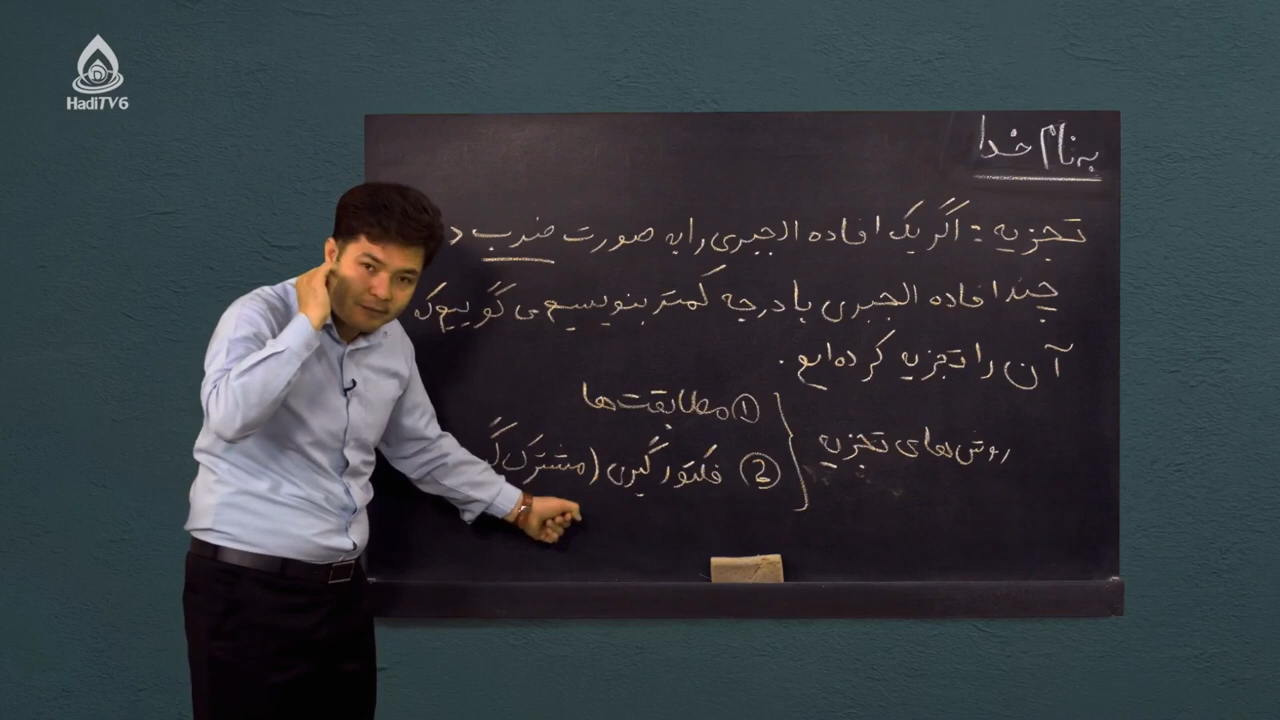 HadiTV6
به نام خدا
تجزیه : اگر یک افاده الجبری را به صورت ضرب د
چند افاده الجبری با درجه کمتر بنویسیم می گوییم که
آن را تجزیه کرده ایم .
روش های تجزیه
① مطابقت ها
② فکتور گیری (مشترک گ